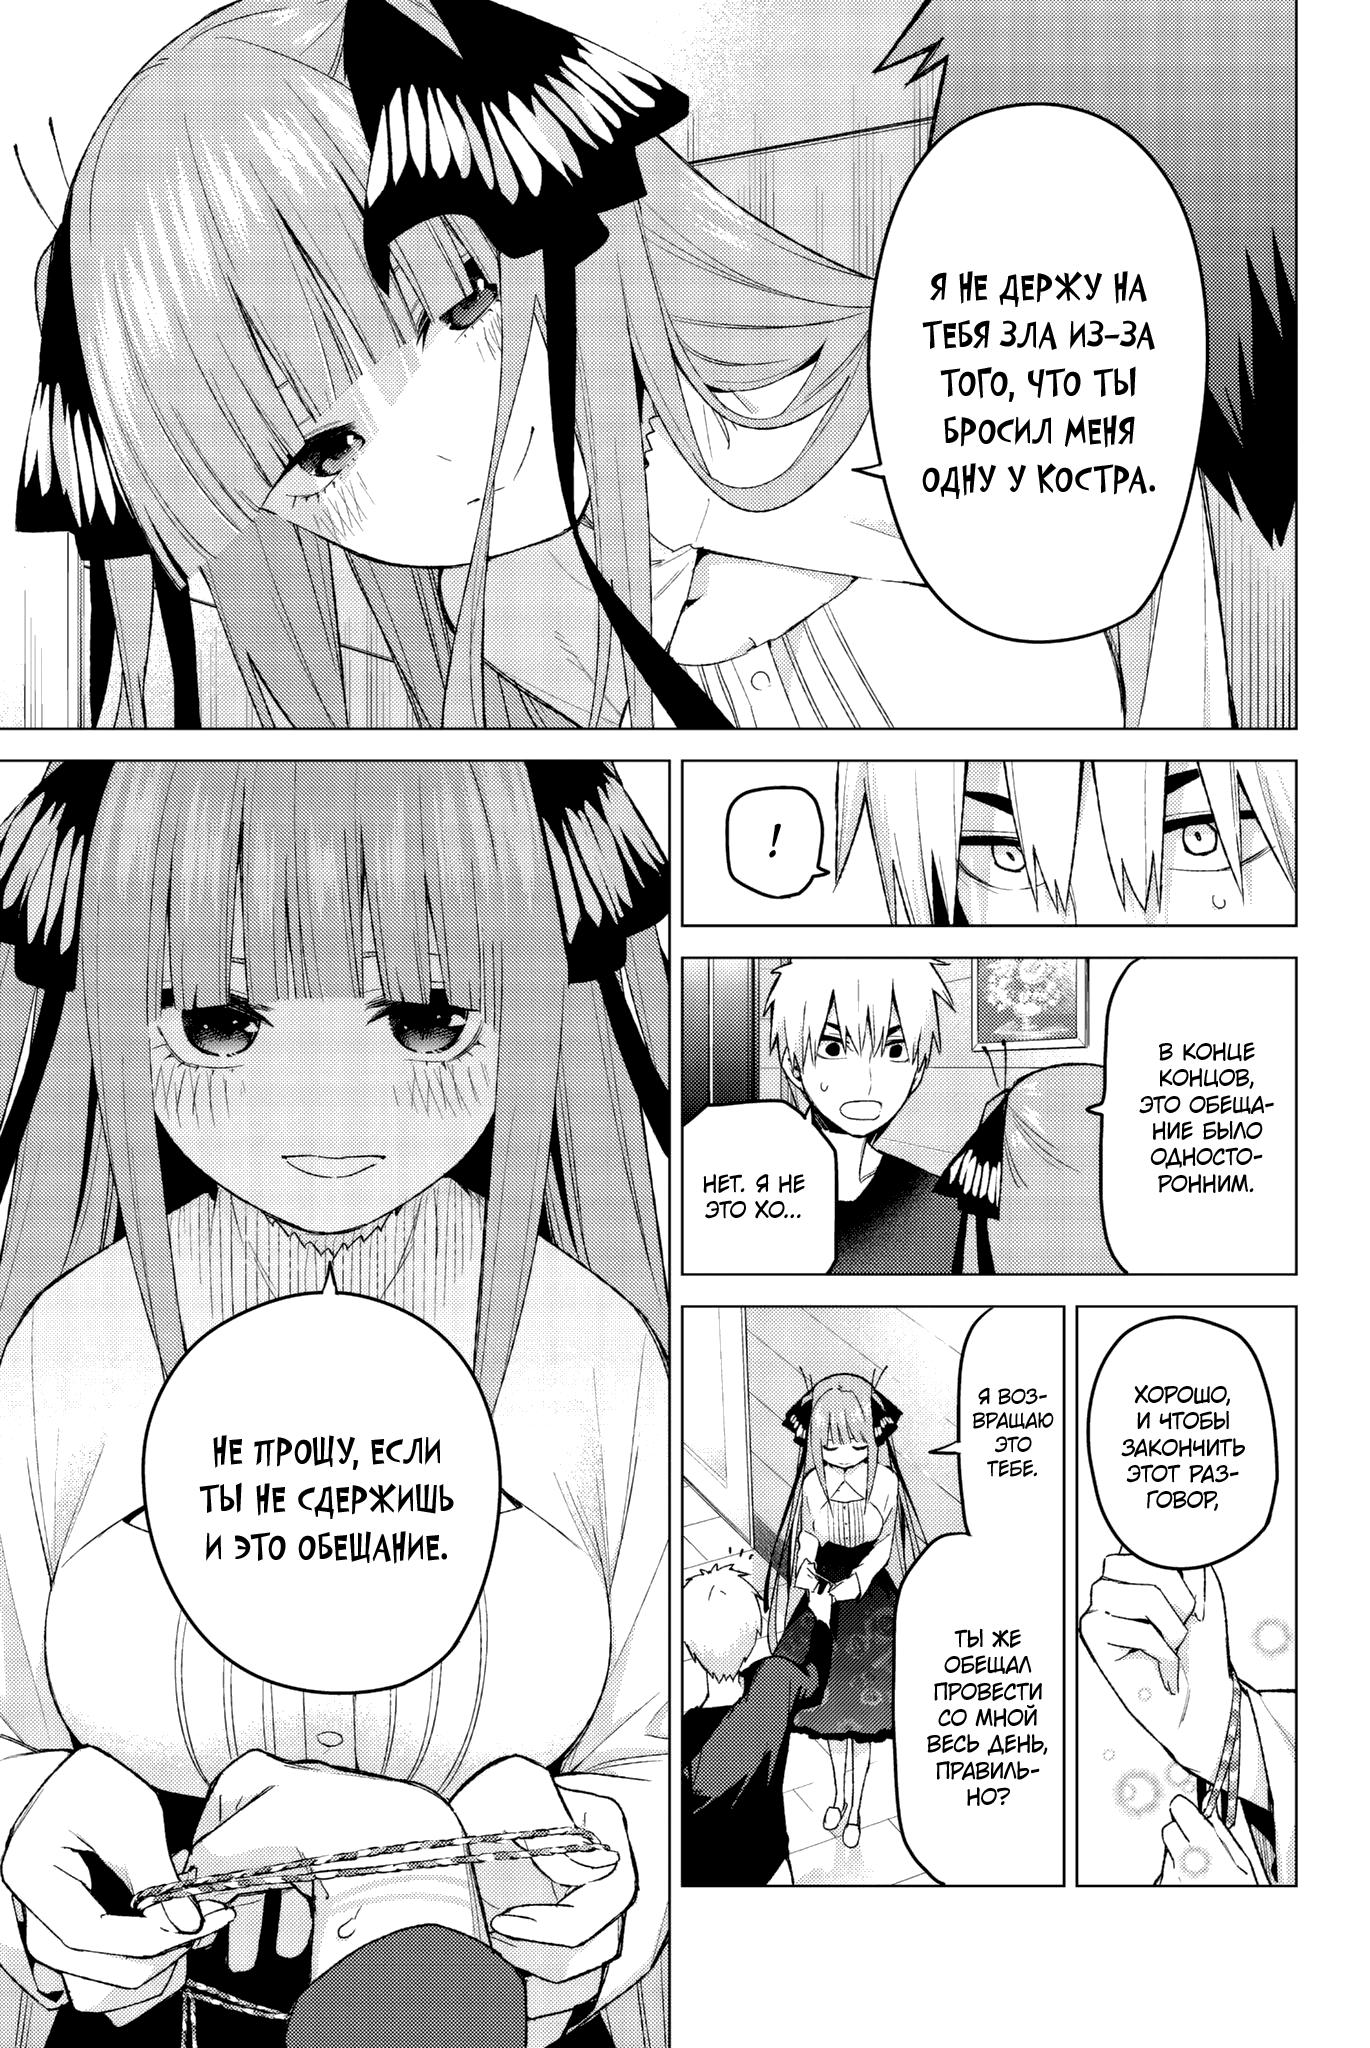 Я НЕ ДЕРЖУ НА
ТЕБЯ ЗЛА ИЗ-ЗА
ТОГО, ЧТО ТЫ
БРОСИЛ МЕНЯ
ОДНУ У КОСТРА.
!
В КОНЦЕ
КОНЦОВ,
ЭТО ОБЕЩА-
НИЕ БЫЛО
ОДНОСТО-
РОННИМ.
НЕТ. Я НЕ
ЭТО ХО...
ХОРОШО,
И ЧТОБЫ
ЗАКОНЧИТЬ
ЭТОТ РАЗ-
ГОВОР,
Я ВОЗ-
ВРАЩАЮ
ЭТО
ТЕБЕ.
ТЫ ЖЕ
ОБЕЩАЛ
ПРОВЕСТИ
СО МНОЙ
ВЕСЬ ДЕНЬ,
ПРАВИЛЬ-
НО?
НЕ ПРОЩУ, ЕСЛИ
ТЫ НЕ СДЕРЖИШЬ
И ЭТО ОБЕЩАНИЕ.